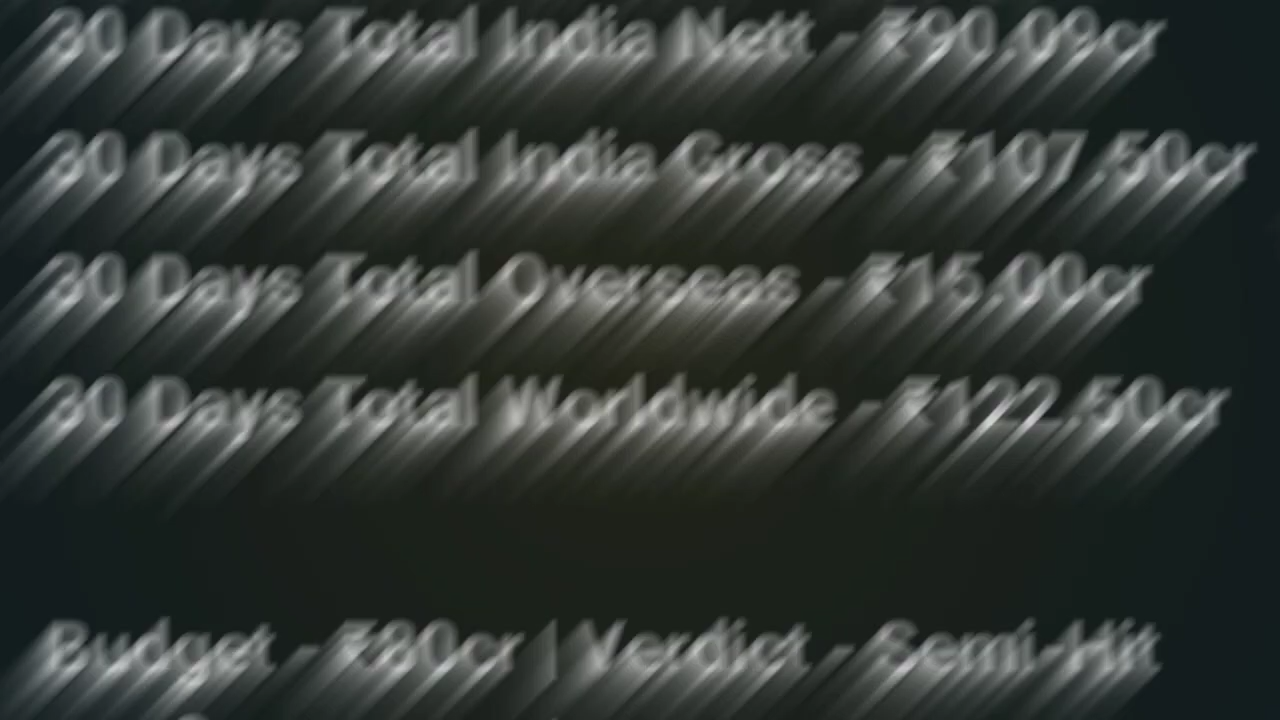 30 Days Total India Nett - ₹90.09cr
30 Days Total India Gross - ₹107.50cr
30 Days Total Overseas - ₹15.00cr
30 Days Total Worldwide - ₹122.50cr
Budget - ₹80cr | Verdict - Semi-Hit